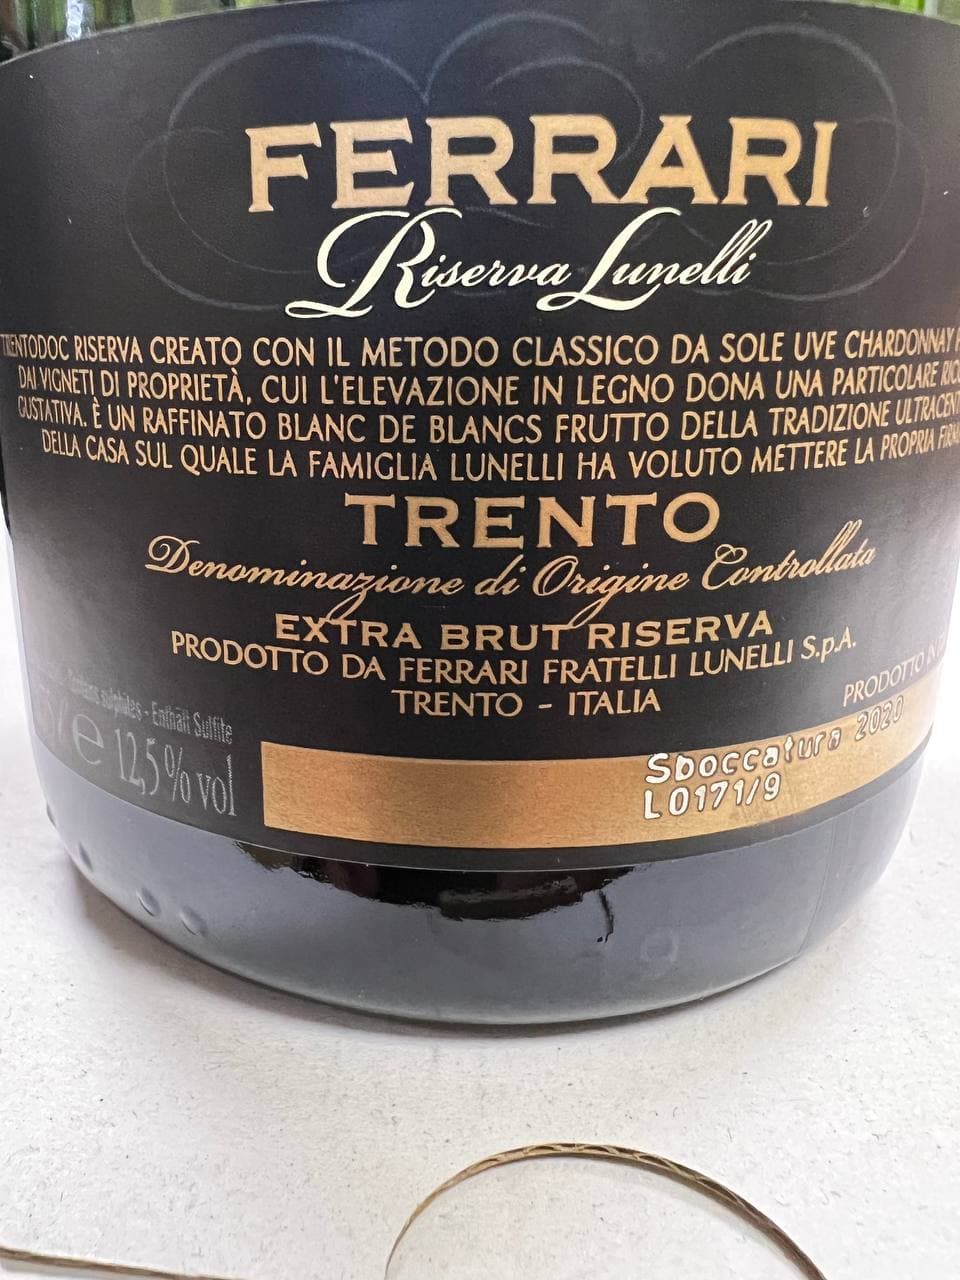 FERRARI
Riserva Lunelli
TRENTODOC RISERVA CREATO CON IL METODO CLASSICO DA SOLE UVE CHARDONNAY
DAI VIGNETI DI PROPRIETÀ, CUI L'ELEVAZIONE IN LEGNO DONA UNA PARTICOLARE
GUSTATIVA. È UN RAFFINATO BLANC DE BLANCS FRUTTO DELLA TRADIZIONE
DELLA CASA SUL QUALE LA FAMIGLIA LUNELLI HA VOLUTO METTERE LA PROPRIA
TRENTO
Denominazione di Origine Controllata
EXTRA BRUT RISERVA
PRODOTTO DA FERRARI FRATELLI LUNELLI S.p.A.
TRENTO - ITALIA
PRODOTTO
sulphites - Enthält Sulfite
e 12,5% vol
Sboccatura 2020
L0171/9